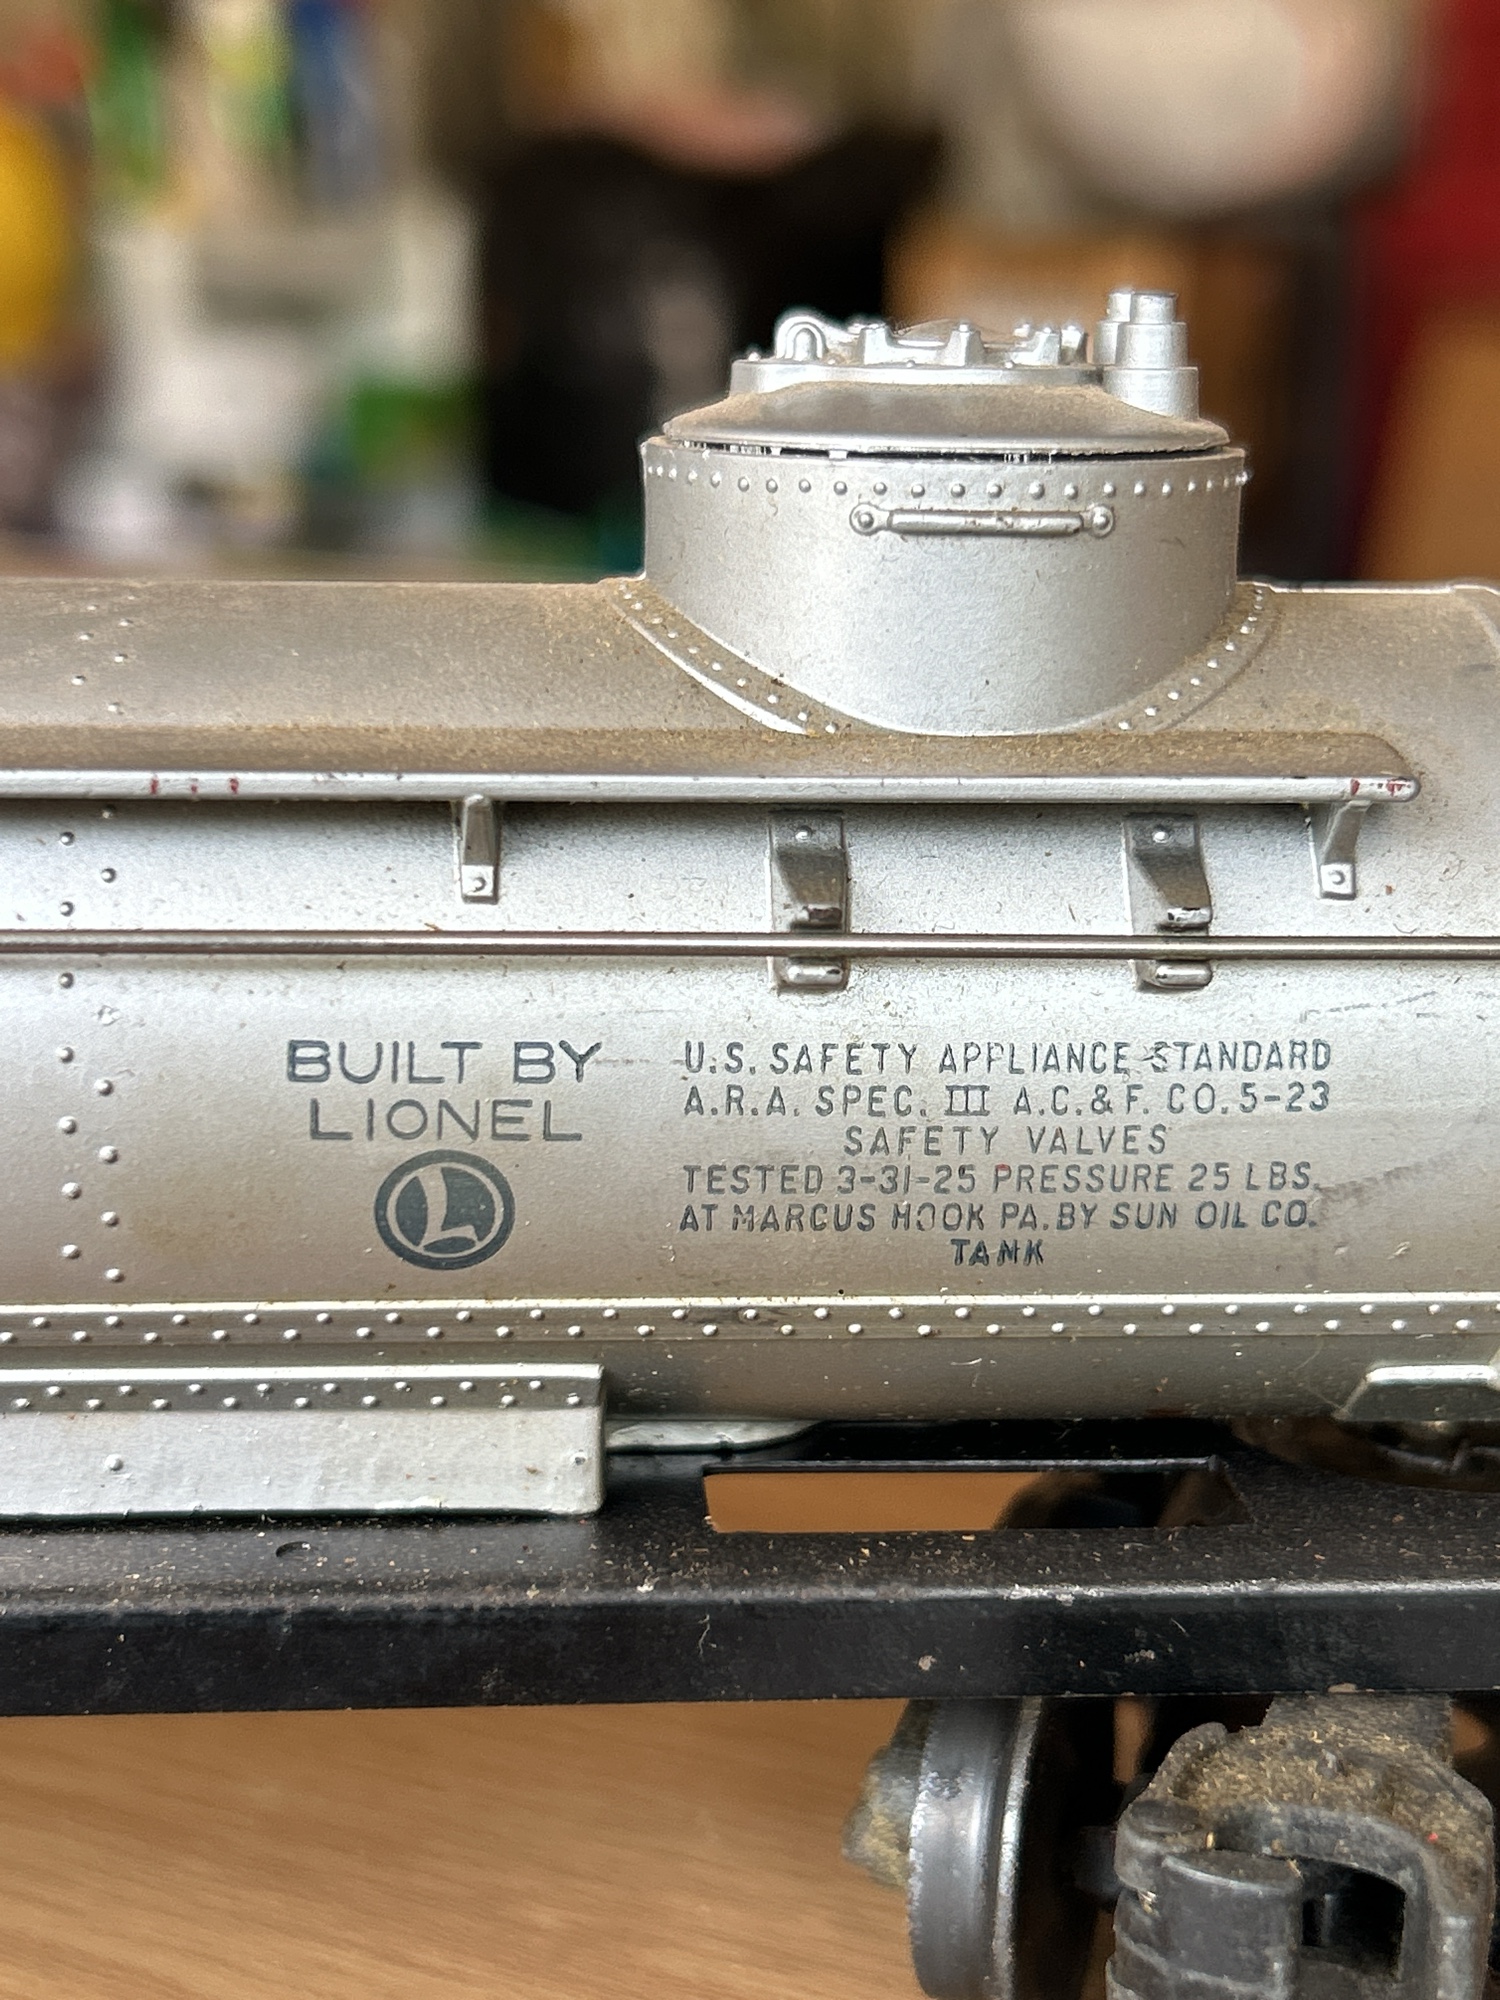 BUILT BY
LIONEL
L
U.S. SAFETY APPLIANCE STANDARD
A.R.A. SPEC. III A.C.& F. CO. 5-23
SAFETY VALVES
TESTED 3-31-25 PRESSURE 25 LBS.
AT MARCUS HOOK PA. BY SUN OIL CO.
TANK